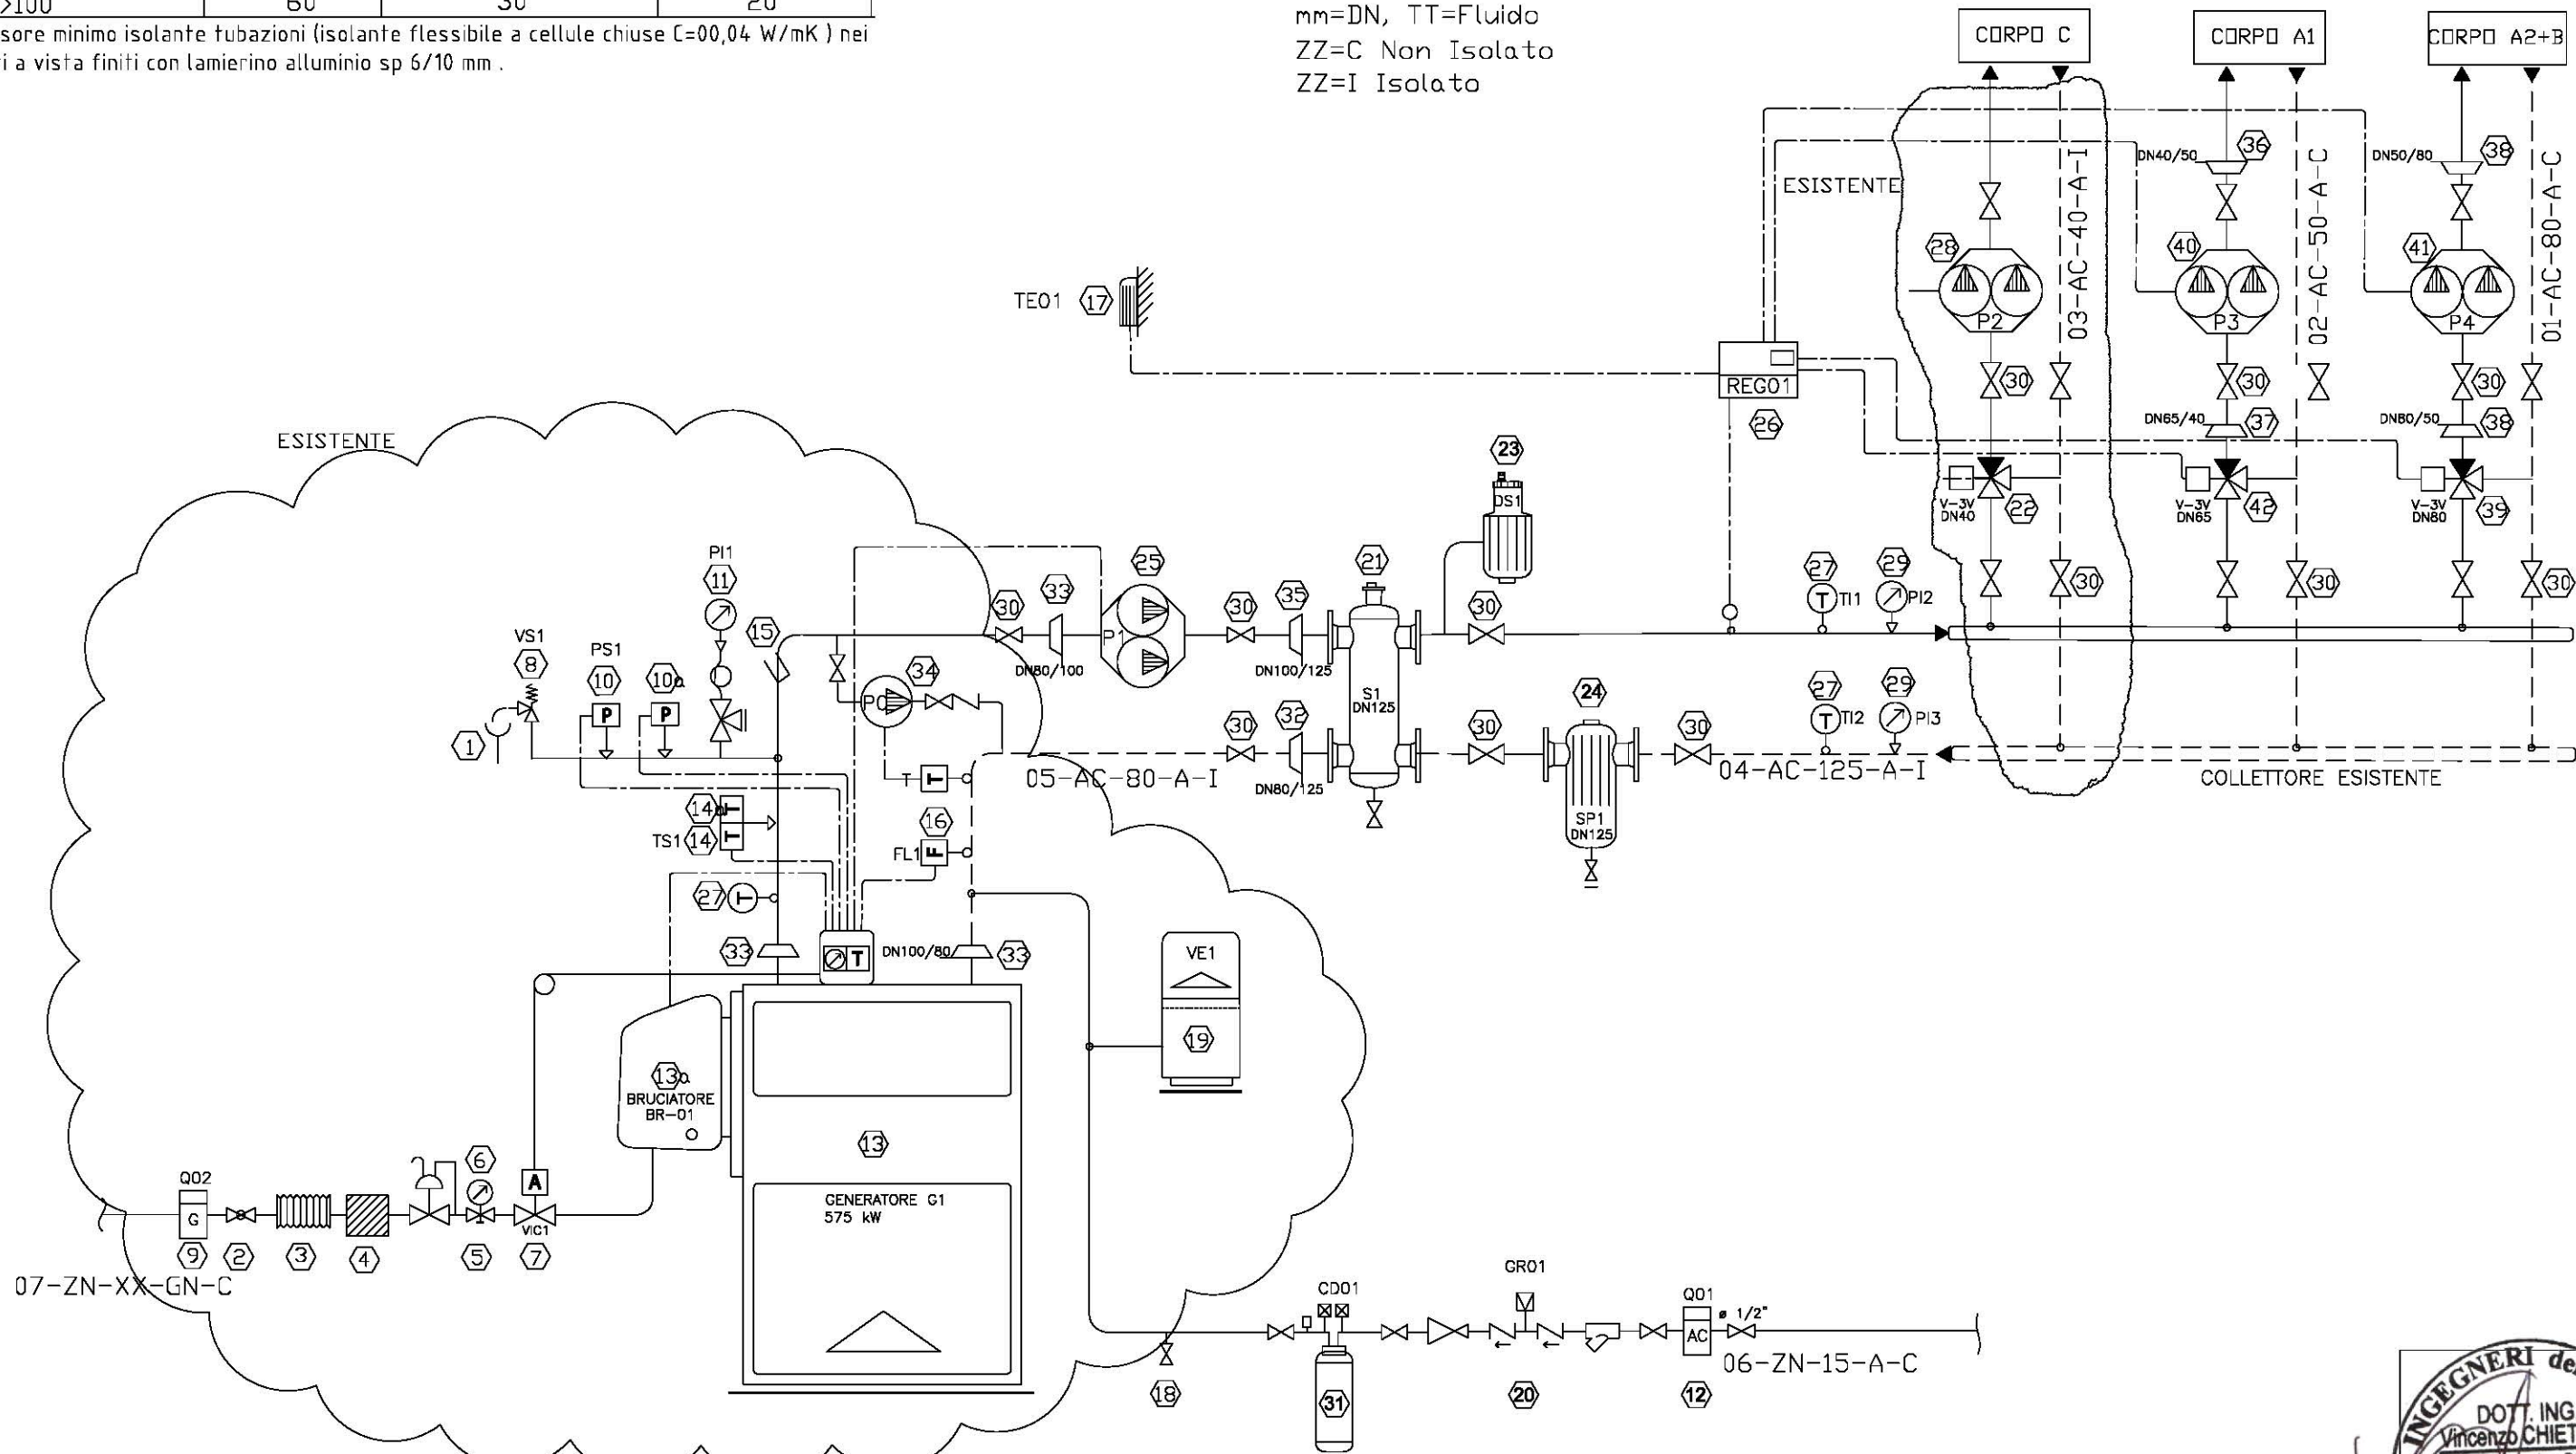 >100 60 30 20
sore minimo isolante tubazioni (isolante flessibile a cellule chiuse C=00,04 W/mK ) nei
i a vista finiti con lamierino alluminio sp 6/10 mm .
mm=DN, TT=Fluido
ZZ=C Non Isolato
ZZ=I Isolato
CORPO C
CORPO A1
CORPO A2+B
DN40/50
36
DN50/80
38
ESISTENTE
03-AC-40-A-I
02-AC-50-A-C
01-AC-80-A-C
28
40
41
P2
P3
P4
TE01
17
REG01
26
30
30
30
DN65/40
37
DN80/50
38
V-3V
DN40
22
V-3V
DN65
42
V-3V
DN80
39
30
30
30
ESISTENTE
23
DS1
PI1
11
25
21
27
TI1
29
PI2
30
33
30
35
30
VS1
8
PS1
10
10a
15
P1
DN80/100
DN100/125
34
P0
S1
DN125
24
27
TI2
29
PI3
1
P
P
30
32
30
30
05-AC-80-A-I
DN80/125
04-AC-125-A-I
COLLETTORE ESISTENTE
T
T
14a
T
TS1
14
T
16
FL1
F
SP1
DN125
27
T
33
T
DN100/80
33
VE1
19
13a
BRUCIATORE
BR-01
13
GENERATORE G1
575 kW
Q02
G
6
A
VIC1
9
2
3
4
5
7
07-ZN-XX-GN-C
CD01
GR01
Q01
ø 1/2"
AC
06-ZN-15-A-C
18
31
20
12
INGEGNERI
DOTT. ING
Vincenzo CHIET